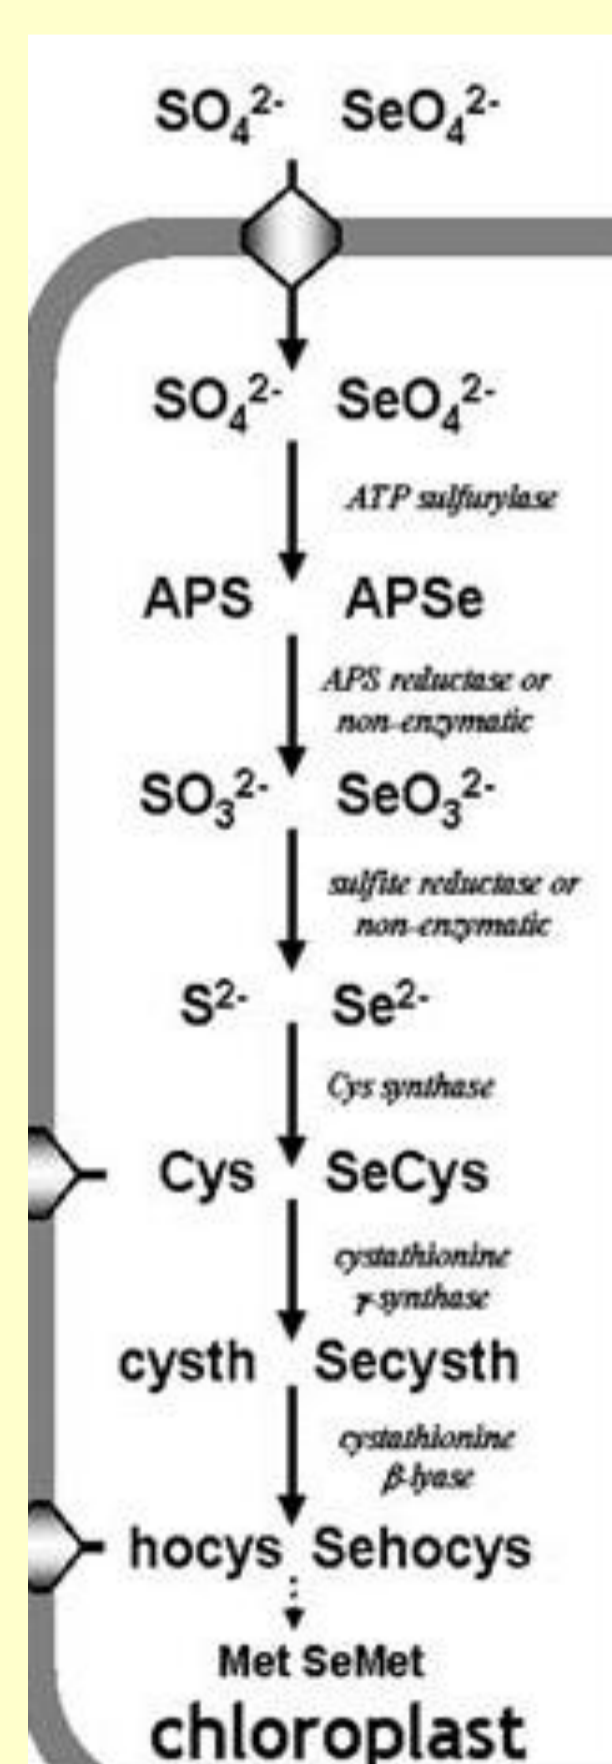 SO₄²⁻ SeO₄²⁻
SO₄²⁻ SeO₄²⁻
ATP sulfurylase
APS APSe
APS reductase or
non-enzymatic
SO₃²⁻ SeO₃²⁻
sulfite reductase or
non-enzymatic
S²⁻ Se²⁻
Cys synthase
Cys SeCys
cystathionine
γ-synthase
cysth Secysth
cystathionine
β-lyase
hocys Sehocys
Met SeMet
chloroplast